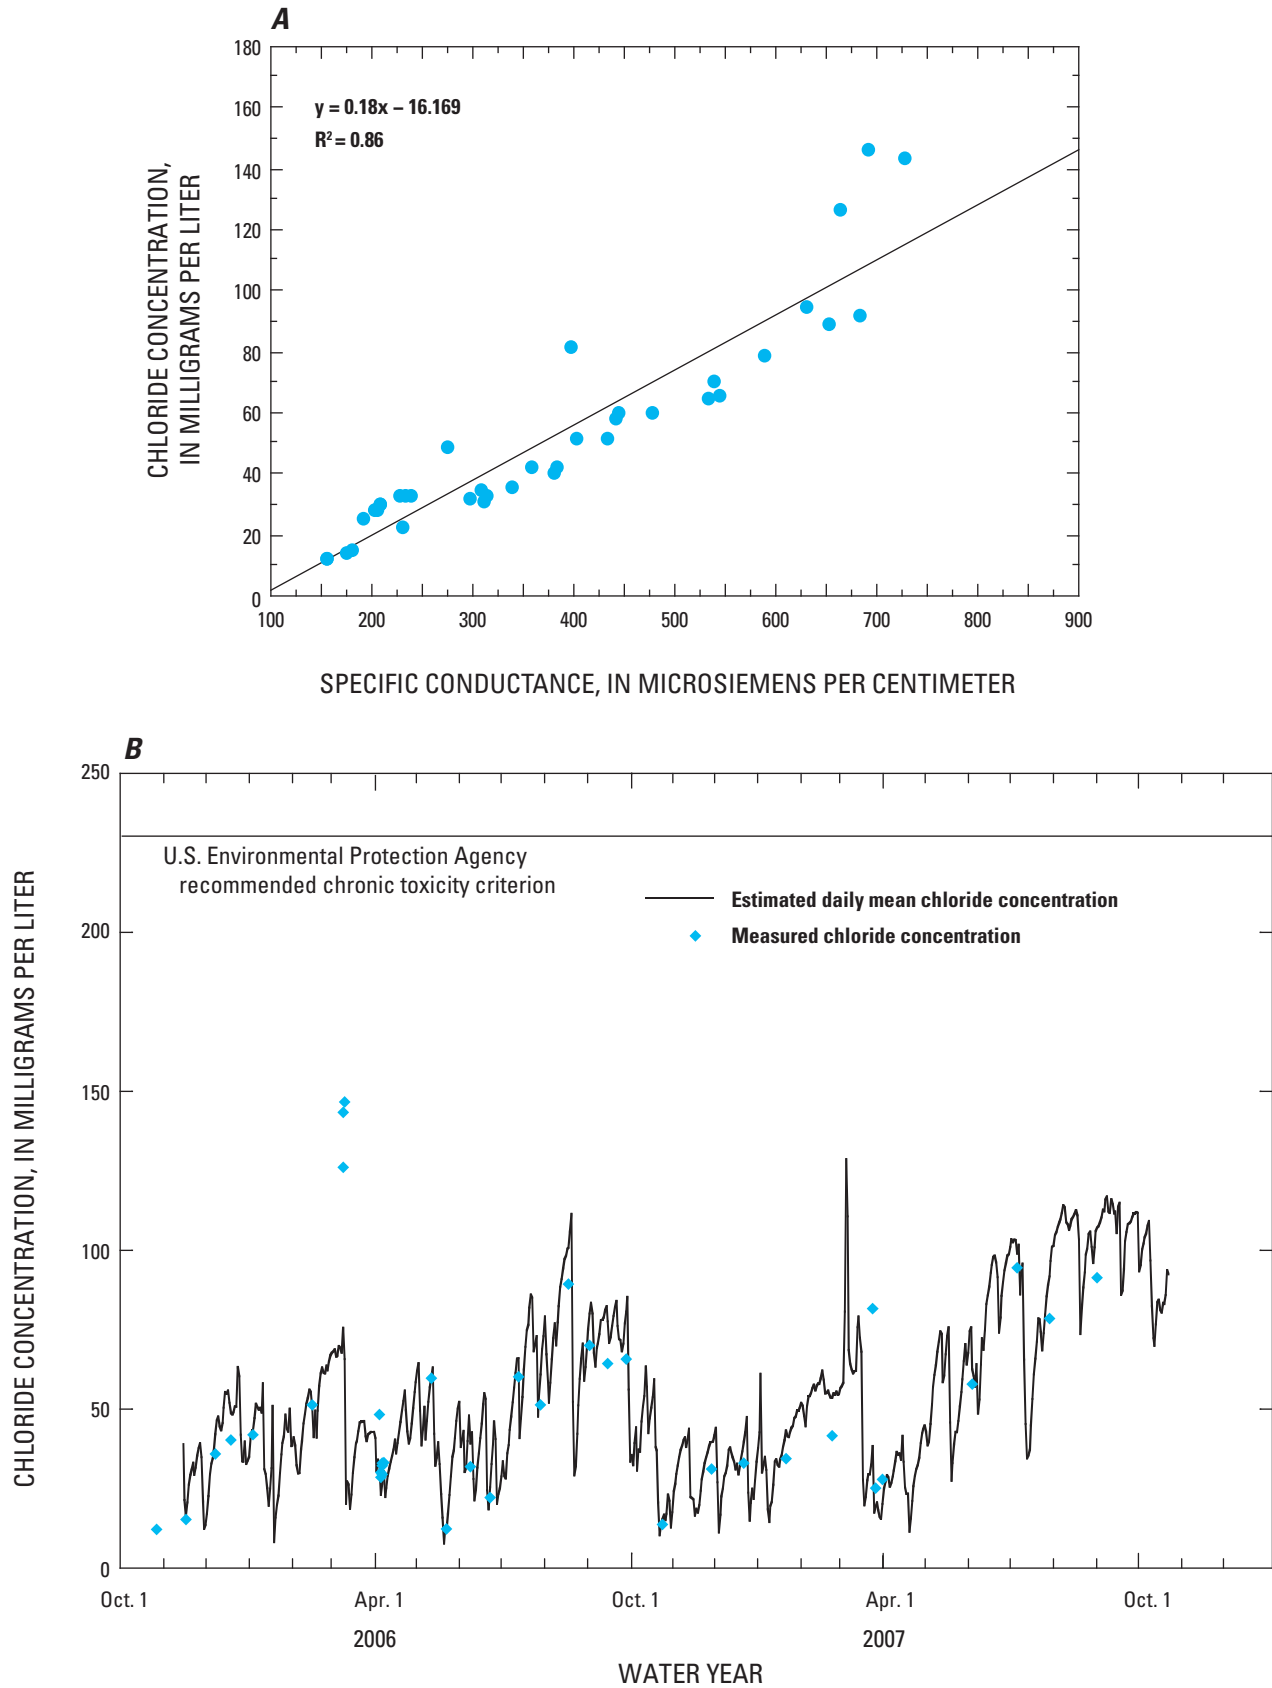 A
180
160
140
120
100
80
60
40
20
0
y = 0.18x – 16.169
R² = 0.86
CHLORIDE CONCENTRATION,
IN MILLIGRAMS PER LITER
100 200 300 400 500 600 700 800 900
SPECIFIC CONDUCTANCE, IN MICROSIEMENS PER CENTIMETER
B
250
200
150
100
50
0
CHLORIDE CONCENTRATION, IN MILLIGRAMS PER LITER
U.S. Environmental Protection Agency
recommended chronic toxicity criterion
Estimated daily mean chloride concentration
Measured chloride concentration
Oct. 1 Apr. 1 Oct. 1 Apr. 1 Oct. 1
2006 2007
WATER YEAR